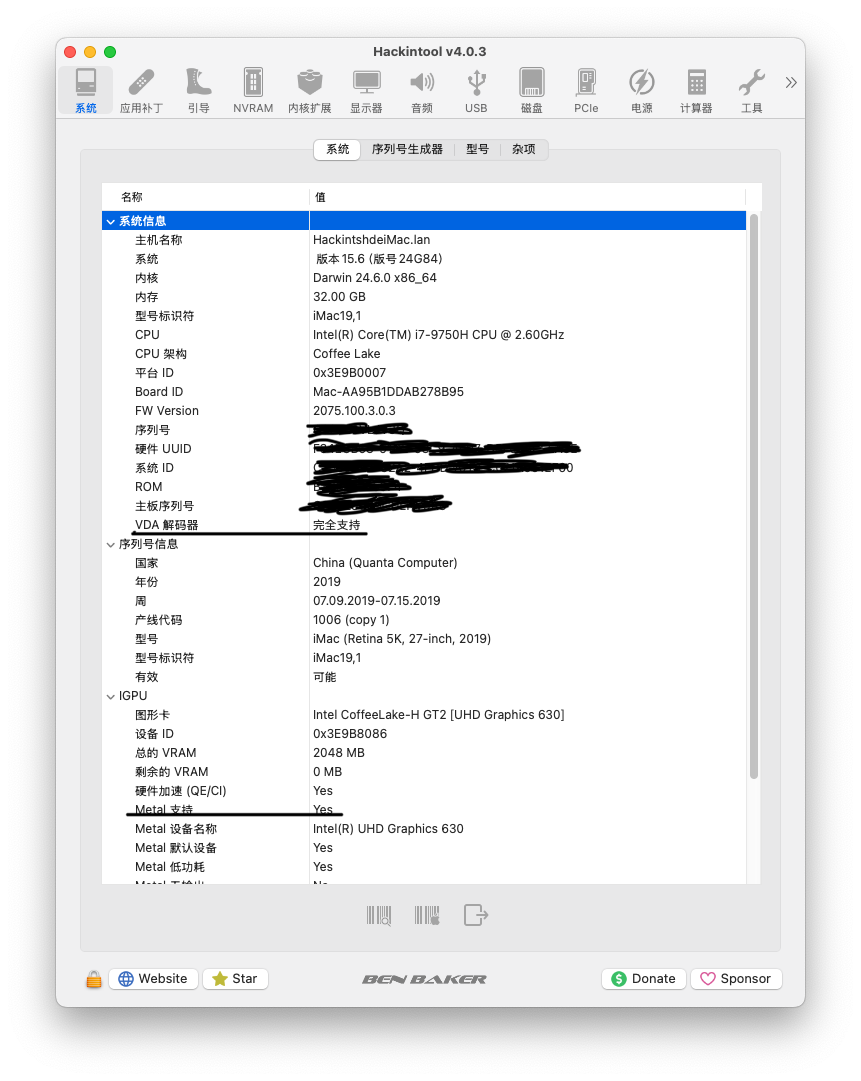 Hackintool v4.0.3
系统 应用补丁 引导 NVRAM 内核扩展 显示器 音频 USB 磁盘 PCIe 电源 计算器 工具
系统 序列号生成器 型号 杂项
名称 值
系统信息
主机名称 HackintshdeiMac.lan
系统 版本15.6 (版号24G84)
内核 Darwin 24.6.0 x86_64
内存 32.00 GB
型号标识符 iMac19,1
CPU Intel(R) Core(TM) i7-9750H CPU @ 2.60GHz
CPU 架构 Coffee Lake
平台 ID 0x3E9B0007
Board ID Mac-AA95B1DDAB278B95
FW Version 2075.100.3.0.3
序列号
硬件 UUID
系统 ID
ROM
主板序列号
VDA 解码器 完全支持
序列号信息
国家 China (Quanta Computer)
年份 2019
周 07.09.2019-07.15.2019
产线代码 1006 (copy 1)
型号 iMac (Retina 5K, 27-inch, 2019)
型号标识符 iMac19,1
有效 可能
IGPU
图形卡 Intel CoffeeLake-H GT2 [UHD Graphics 630]
设备 ID 0x3E9B8086
总的 VRAM 2048 MB
剩余的 VRAM 0 MB
硬件加速 (QE/CI) Yes
Metal 支持 Yes
Metal 设备名称 Intel(R) UHD Graphics 630
Metal 默认设备 Yes
Metal 低功耗 Yes
Metal 无输出 No
Website Star BEN BAKER Donate Sponsor